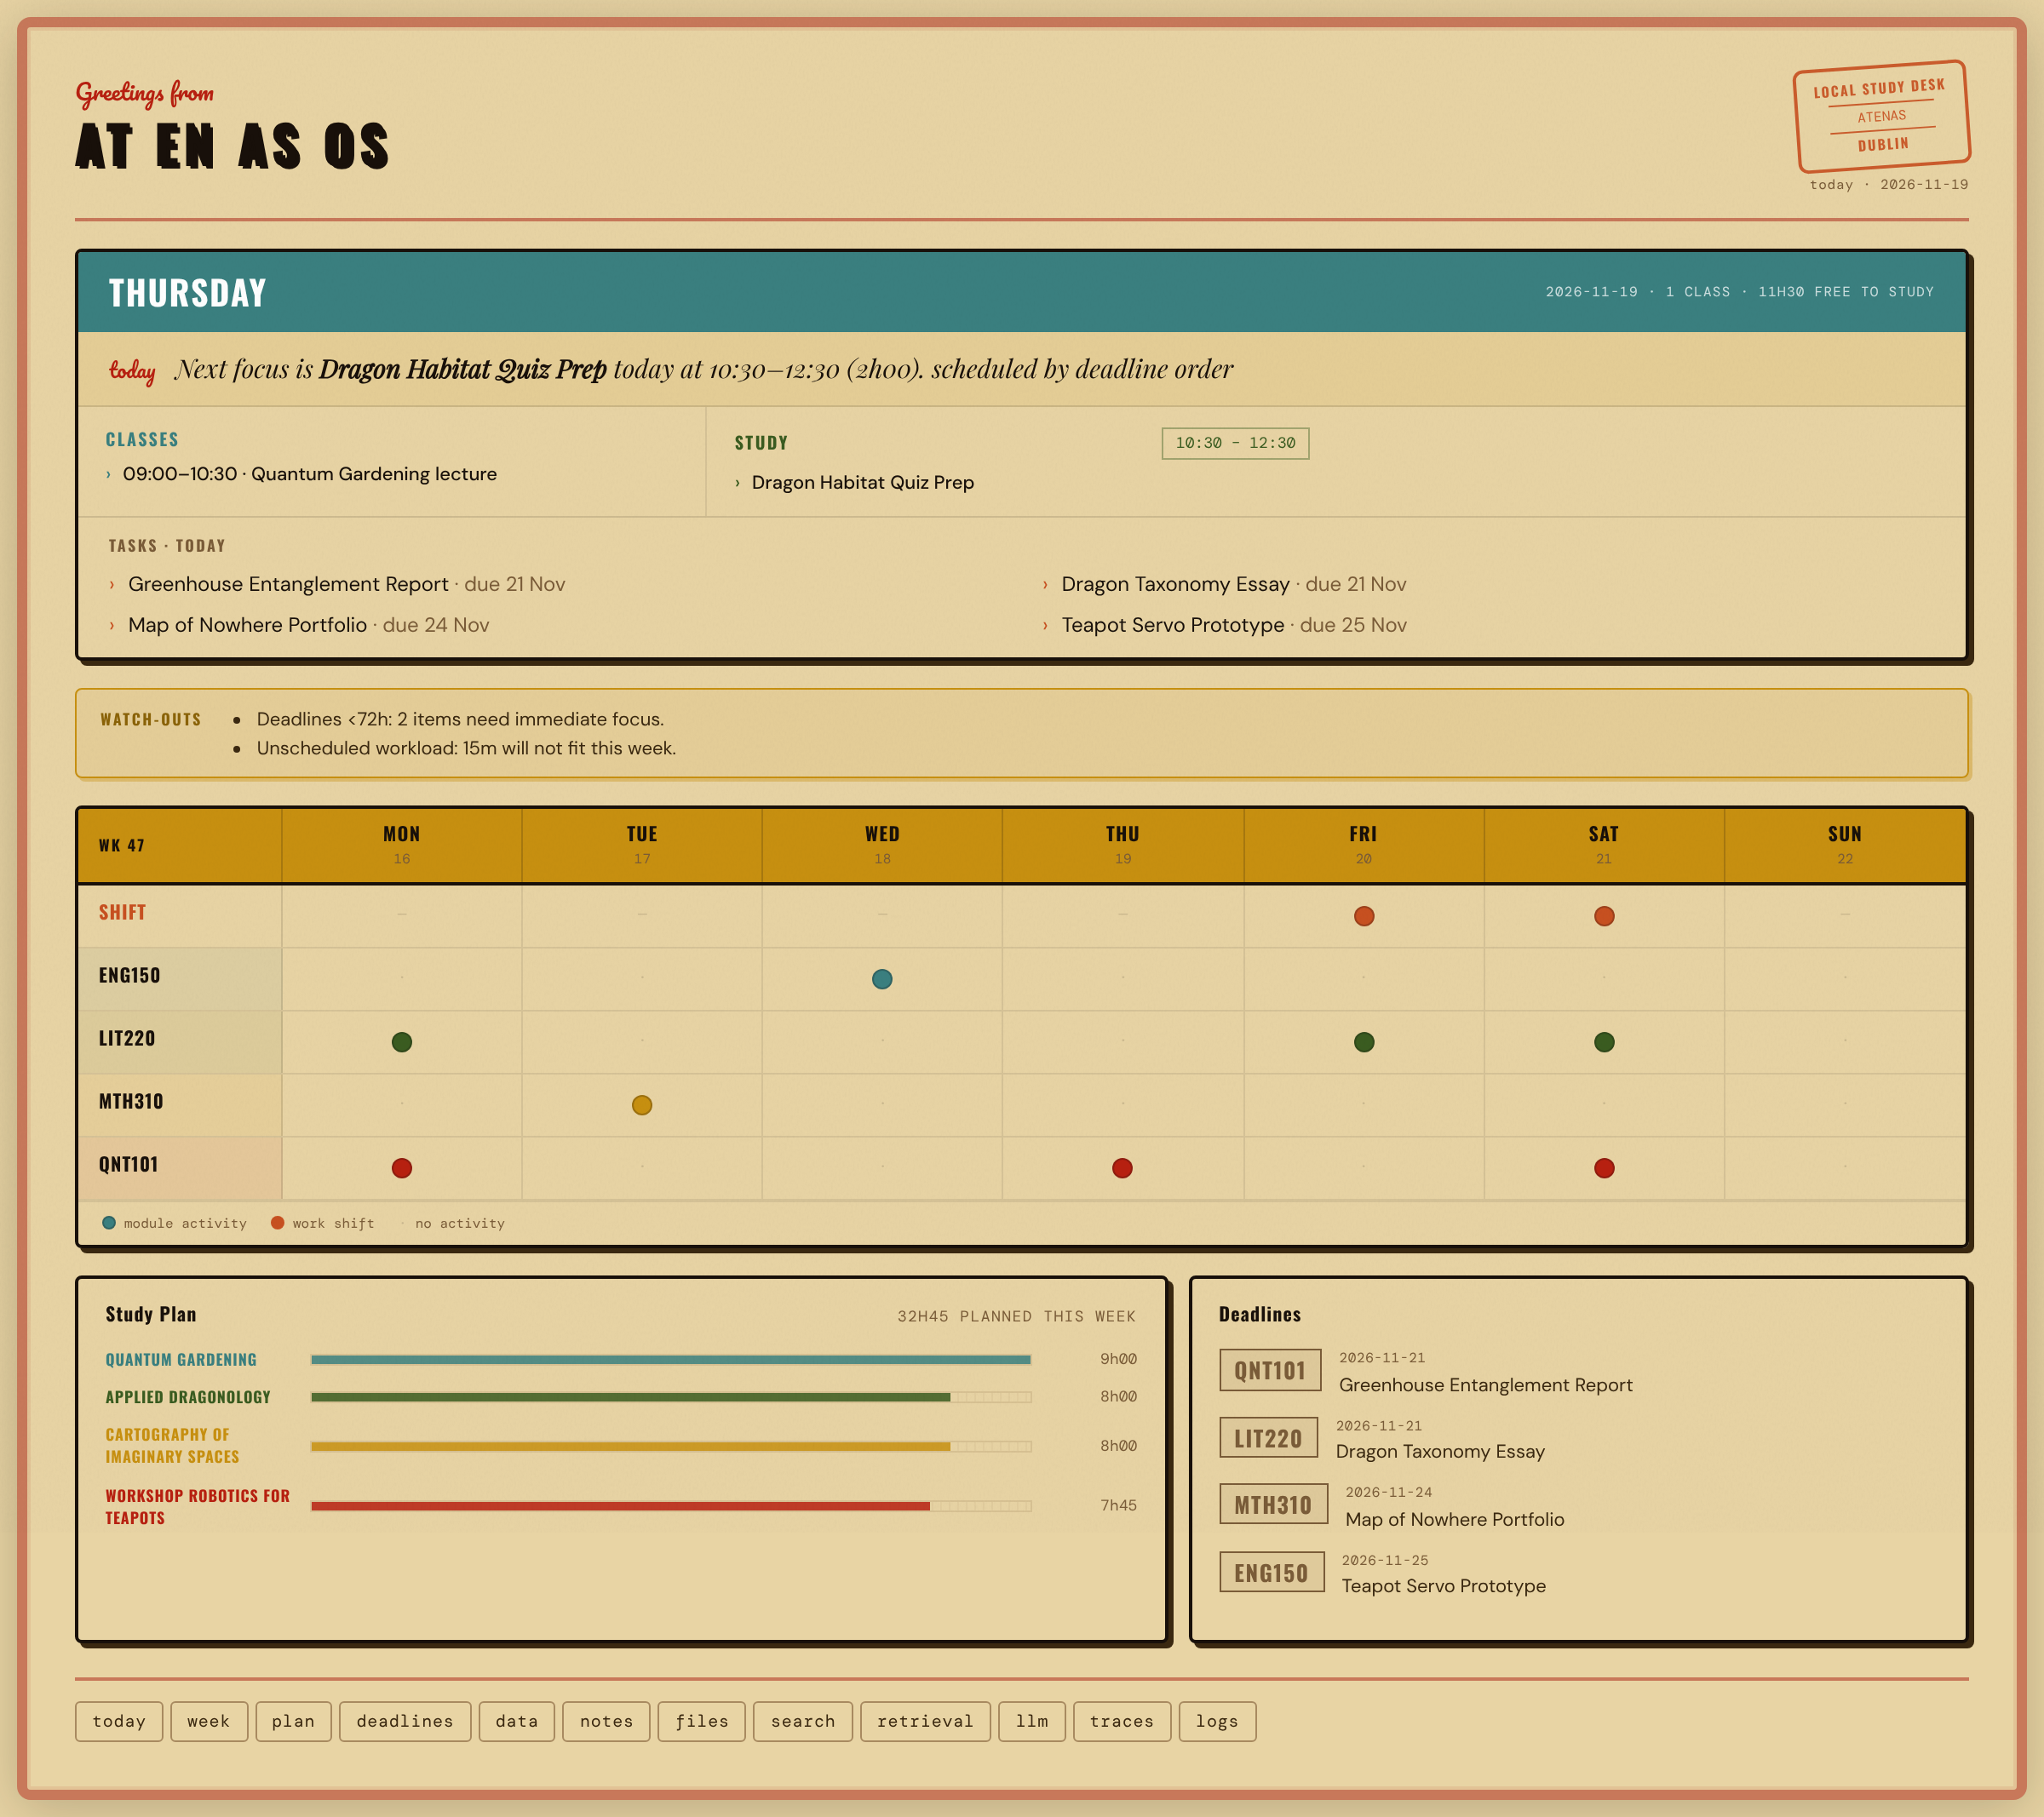 Greetings from
AT EN AS OS
LOCAL STUDY DESK
ATENAS
DUBLIN
today · 2026-11-19
THURSDAY
2026-11-19 · 1 CLASS · 11H30 FREE TO STUDY
today Next focus is Dragon Habitat Quiz Prep today at 10:30–12:30 (2h00). scheduled by deadline order
CLASSES
› 09:00–10:30 · Quantum Gardening lecture
STUDY
10:30 – 12:30
› Dragon Habitat Quiz Prep
TASKS · TODAY
› Greenhouse Entanglement Report · due 21 Nov
› Dragon Taxonomy Essay · due 21 Nov
› Map of Nowhere Portfolio · due 24 Nov
› Teapot Servo Prototype · due 25 Nov
WATCH-OUTS
• Deadlines <72h: 2 items need immediate focus.
• Unscheduled workload: 15m will not fit this week.
WK 47
MON 16
TUE 17
WED 18
THU 19
FRI 20
SAT 21
SUN 22
SHIFT — — — — —
ENG150
LIT220
MTH310
QNT101
module activity
work shift
· no activity
Study Plan
32H45 PLANNED THIS WEEK
QUANTUM GARDENING
9h00
APPLIED DRAGONOLOGY
8h00
CARTOGRAPHY OF
IMAGINARY SPACES
8h00
WORKSHOP ROBOTICS FOR
TEAPOTS
7h45
Deadlines
QNT101
2026-11-21
Greenhouse Entanglement Report
LIT220
2026-11-21
Dragon Taxonomy Essay
MTH310
2026-11-24
Map of Nowhere Portfolio
ENG150
2026-11-25
Teapot Servo Prototype
today week plan deadlines data notes files search retrieval llm traces logs